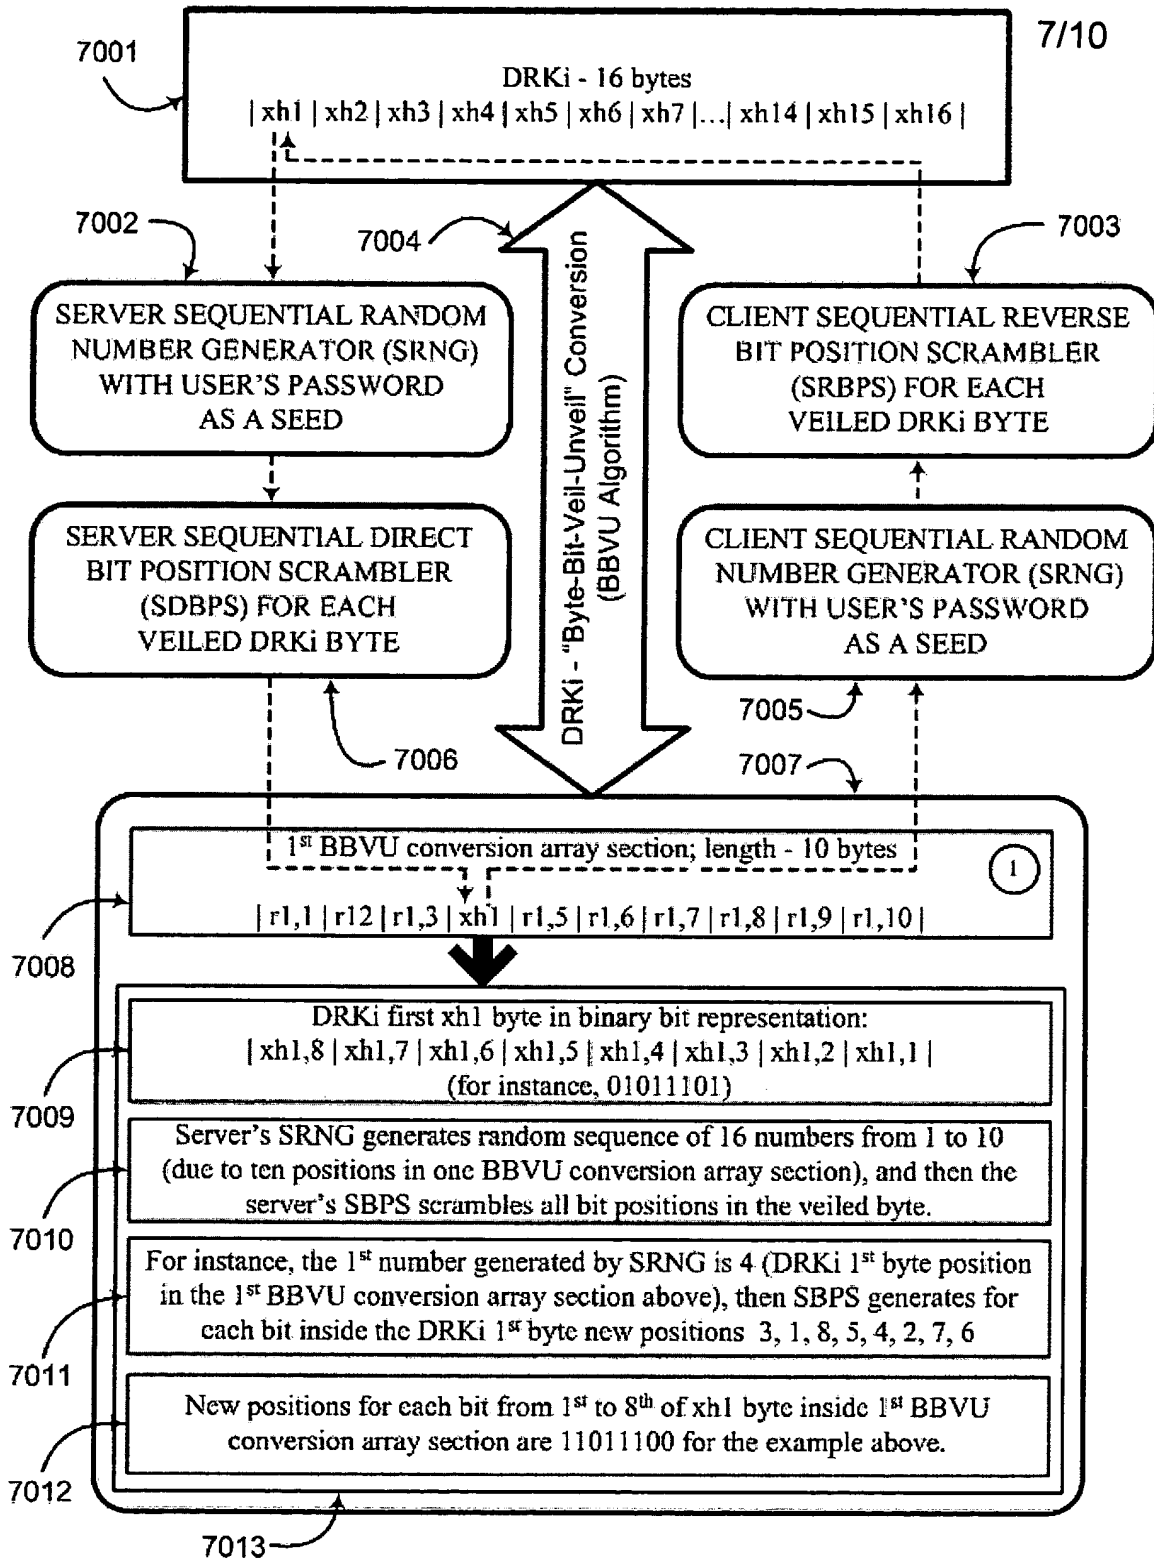 7/10
7001
DRKi - 16 bytes
| xh1 | xh2 | xh3 | xh4 | xh5 | xh6 | xh7 |...| xh14 | xh15 | xh16 |
7002
7004
7003
SERVER SEQUENTIAL RANDOM
NUMBER GENERATOR (SRNG)
WITH USER'S PASSWORD
AS A SEED
CLIENT SEQUENTIAL REVERSE
BIT POSITION SCRAMBLER
(SRBPS) FOR EACH
VEILED DRKi BYTE
DRKi - "Byte-Bit-Veil-Unveil" Conversion
(BBVU Algorithm)
SERVER SEQUENTIAL DIRECT
BIT POSITION SCRAMBLER
(SDBPS) FOR EACH
VEILED DRKi BYTE
CLIENT SEQUENTIAL RANDOM
NUMBER GENERATOR (SRNG)
WITH USER'S PASSWORD
AS A SEED
7005
7006
7007
1st BBVU conversion array section; length - 10 bytes
1
| r1,1 | r12 | r1,3 | xh1 | r1,5 | r1,6 | r1,7 | r1,8 | r1,9 | r1,10 |
7008
DRKi first xh1 byte in binary bit representation:
| xh1,8 | xh1,7 | xh1,6 | xh1,5 | xh1,4 | xh1,3 | xh1,2 | xh1,1 |
(for instance, 01011101)
7009
Server's SRNG generates random sequence of 16 numbers from 1 to 10
(due to ten positions in one BBVU conversion array section), and then the
server's SBPS scrambles all bit positions in the veiled byte.
7010
For instance, the 1st number generated by SRNG is 4 (DRKi 1st byte position
in the 1st BBVU conversion array section above), then SBPS generates for
each bit inside the DRKi 1st byte new positions 3, 1, 8, 5, 4, 2, 7, 6
7011
New positions for each bit from 1st to 8th of xh1 byte inside 1st BBVU
conversion array section are 11011100 for the example above.
7012
7013